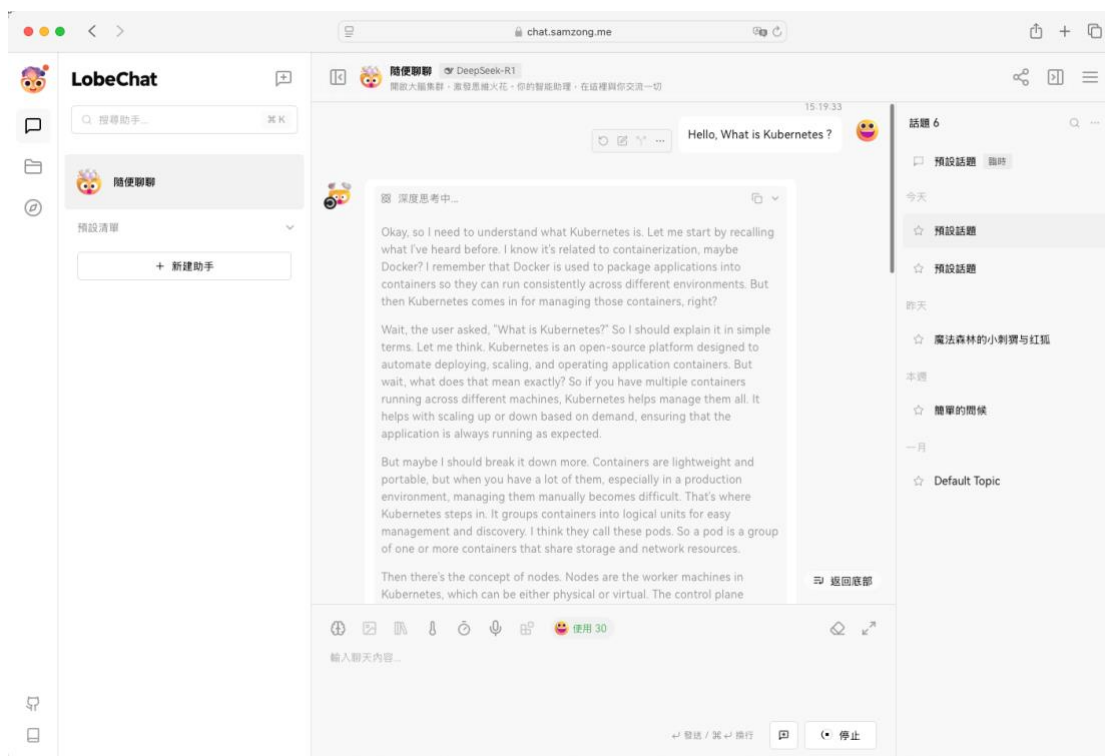 chat.samzong.me
LobeChat
搜尋助手...
⌘ K
隨便聊聊
預設清單
+ 新建助手
隨便聊聊
DeepSeek-R1
開啟大腦集群，激發思維火花。你的智能助理，在這裡與你交流一切
15:19:33
Hello, What is Kubernetes ?
深度思考中...
Okay, so I need to understand what Kubernetes is. Let me start by recalling
what I've heard before. I know it's related to containerization, maybe
Docker? I remember that Docker is used to package applications into
containers so they can run consistently across different environments. But
then Kubernetes comes in for managing those containers, right?
Wait, the user asked, "What is Kubernetes?" So I should explain it in simple
terms. Let me think. Kubernetes is an open-source platform designed to
automate deploying, scaling, and operating application containers. But
wait, what does that mean exactly? So if you have multiple containers
running across different machines, Kubernetes helps manage them all. It
helps with scaling up or down based on demand, ensuring that the
application is always running as expected.
But maybe I should break it down more. Containers are lightweight and
portable, but when you have a lot of them, especially in a production
environment, managing them manually becomes difficult. That's where
Kubernetes steps in. It groups containers into logical units for easy
management and discovery. I think they call these pods. So a pod is a group
of one or more containers that share storage and network resources.
Then there's the concept of nodes. Nodes are the worker machines in
Kubernetes, which can be either physical or virtual. The control plane
返回底部
使用 30
輸入聊天內容...
↵ 發送 / ⌘ ↵ 換行
停止
話題 6
預設話題 臨時
今天
預設話題
預設話題
昨天
魔法森林的小刺猬与红狐
本週
簡單的問候
一月
Default Topic